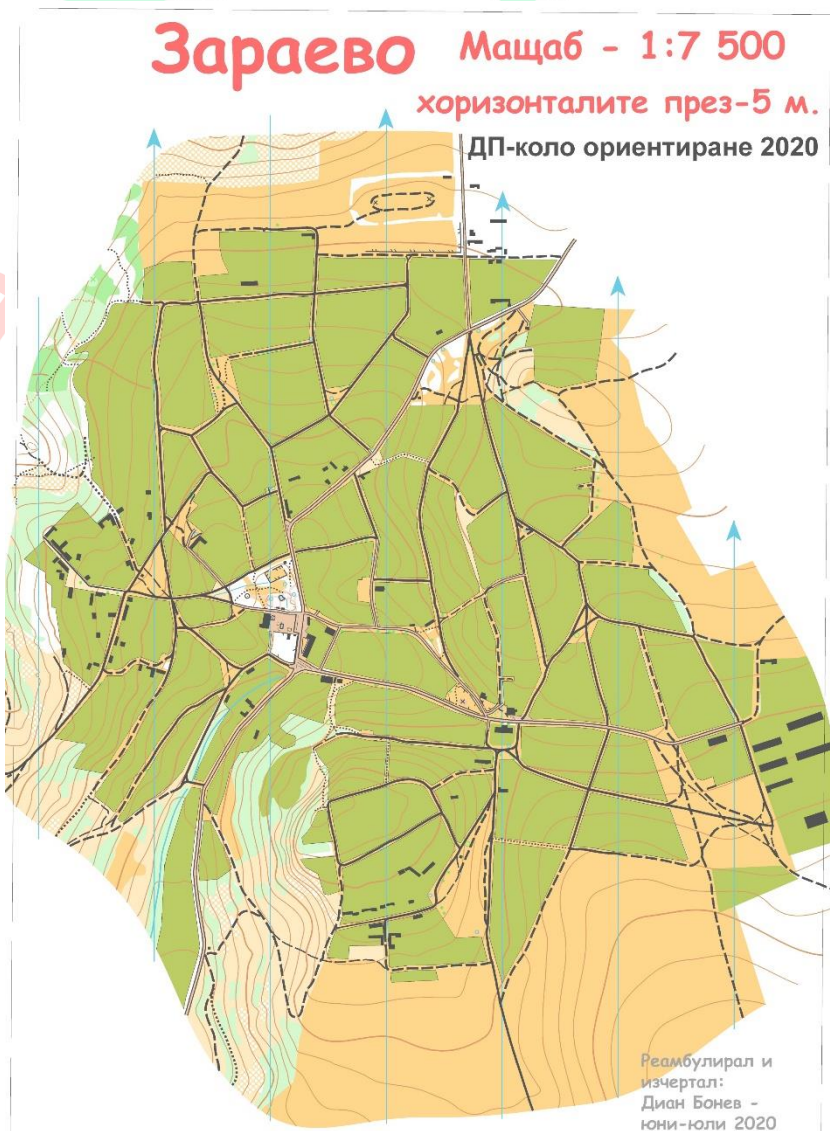 Зараево Мащаб - 1:7 500
хоризонталите през-5 м.
ДП-коло ориентиране 2020
Реамбулирал и
изчертал:
Диан Бонев -
юни-юли 2020